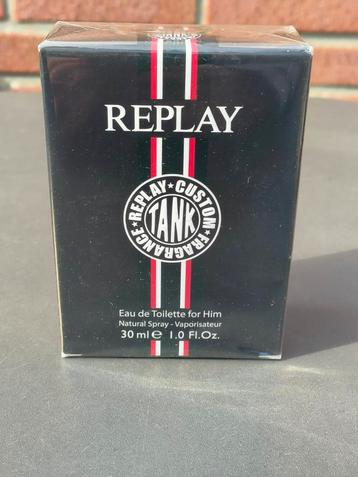 TANK
REPLAY
REPLAY★CUSTOM★FRAGRANCE★
TANK
Eau de Toilette for Him
Natural Spray - Vaporisateur
30 ml ℮ 1.0 Fl.Oz.